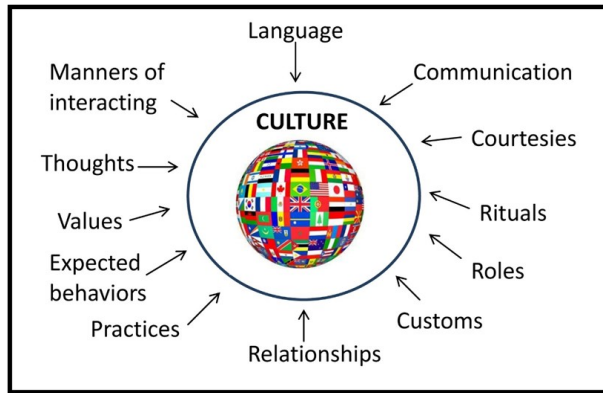 Language
Communication
Courtesies
Rituals
Roles
Customs
Relationships
Practices
Expected
behaviors
Values
Thoughts
Manners of
interacting
CULTURE